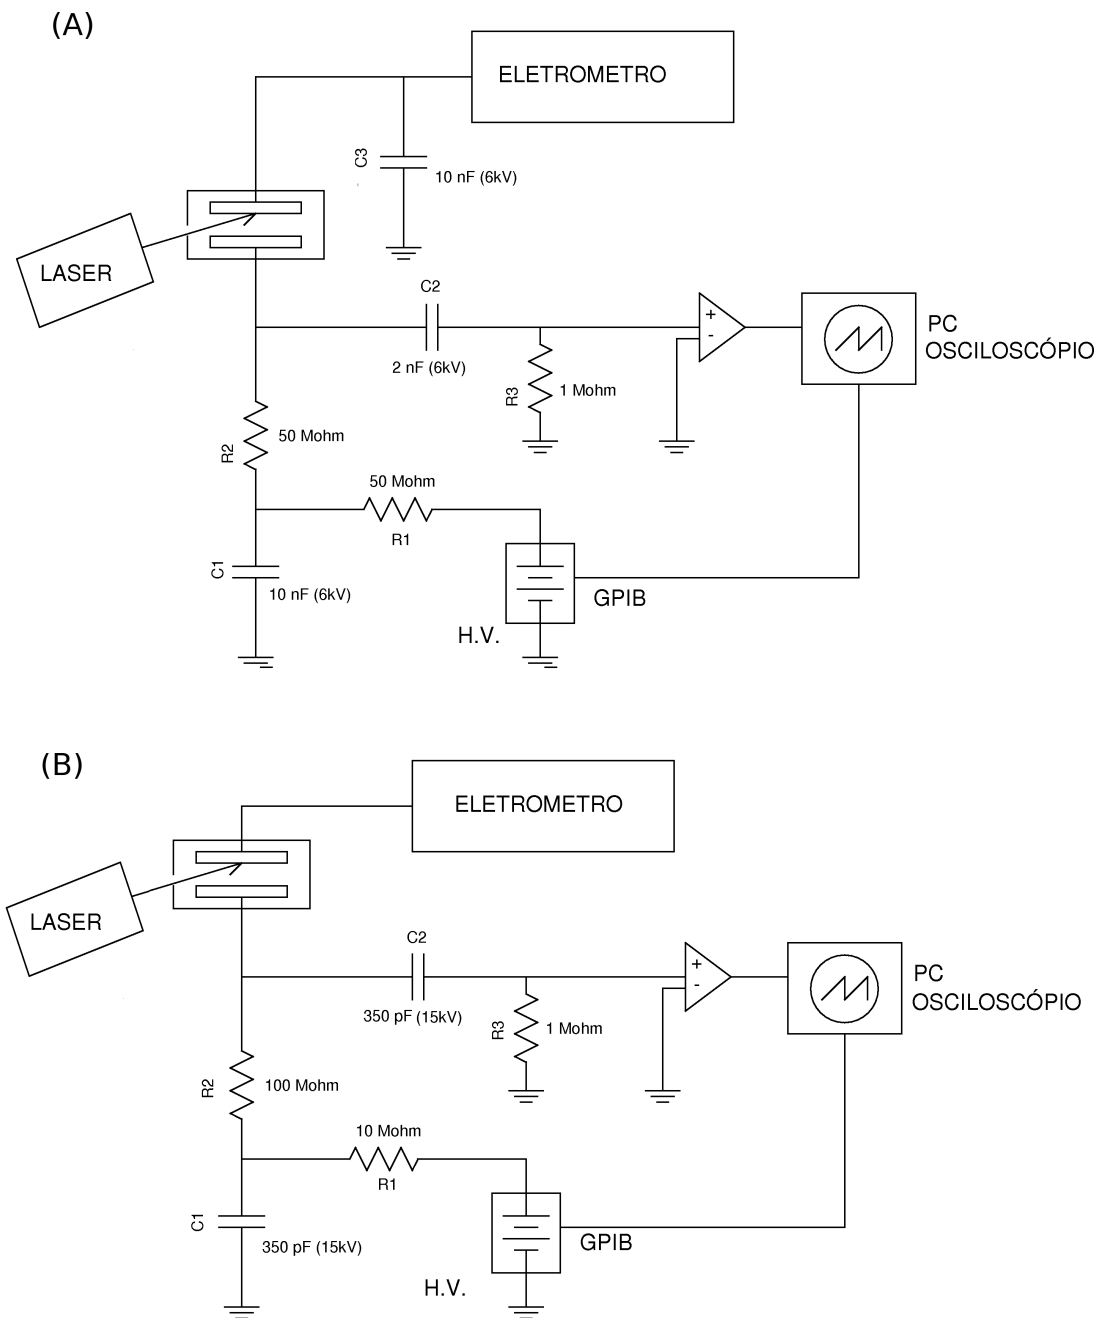 (A)
ELETROMETRO
C3
10 nF (6kV)
LASER
C2
2 nF (6kV)
+
-
R3
1 Mohm
PC
OSCILOSCÓPIO
R2
50 Mohm
50 Mohm
R1
C1
10 nF (6kV)
GPIB
H.V.
(B)
ELETROMETRO
LASER
C2
350 pF (15kV)
+
-
R3
1 Mohm
PC
OSCILOSCÓPIO
R2
100 Mohm
10 Mohm
R1
C1
350 pF (15kV)
GPIB
H.V.